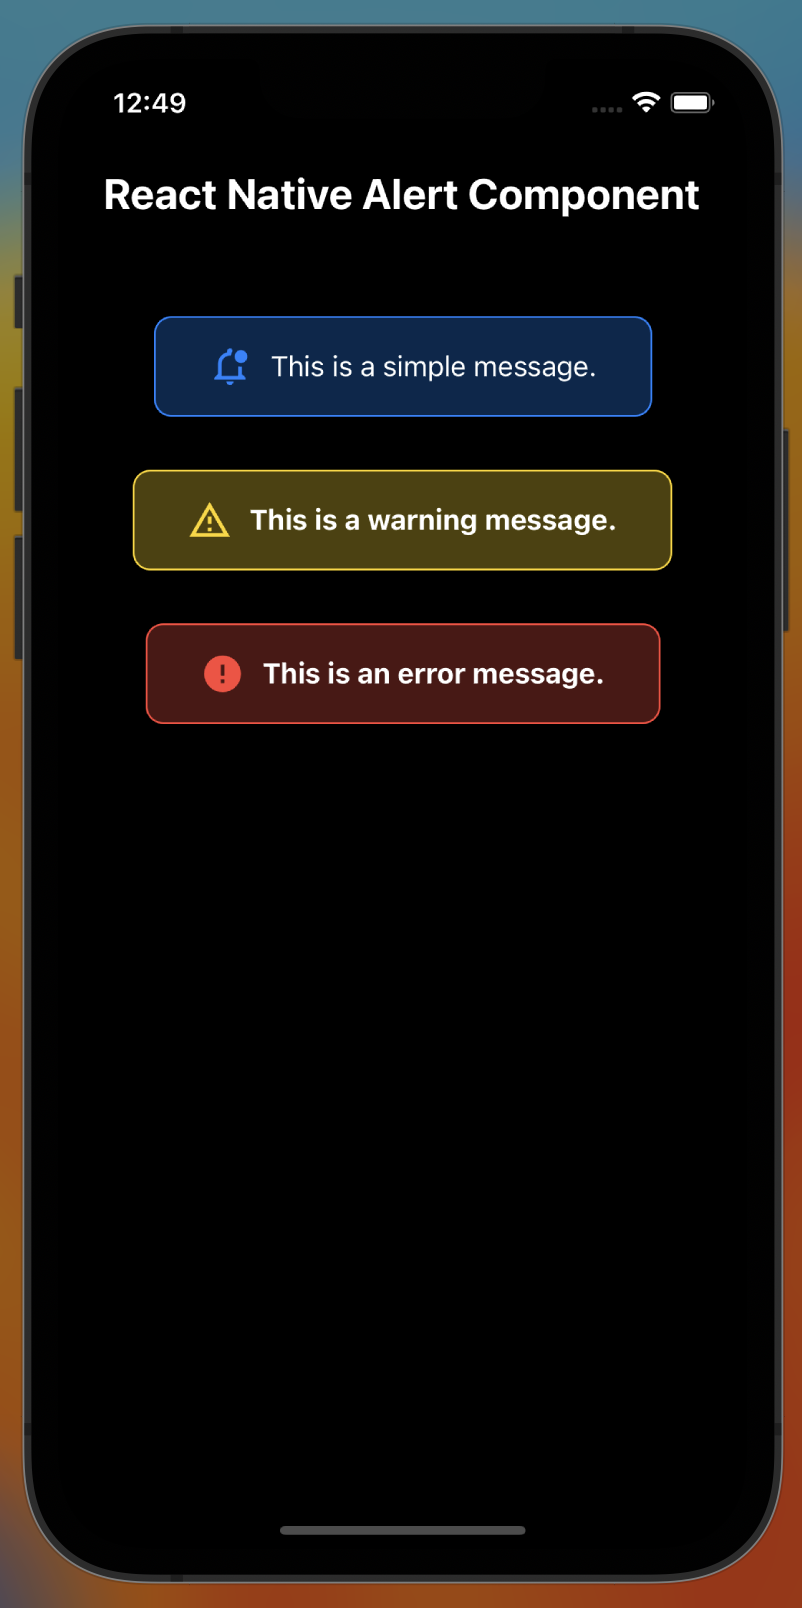 12:49
React Native Alert Component
This is a simple message.
This is a warning message.
This is an error message.